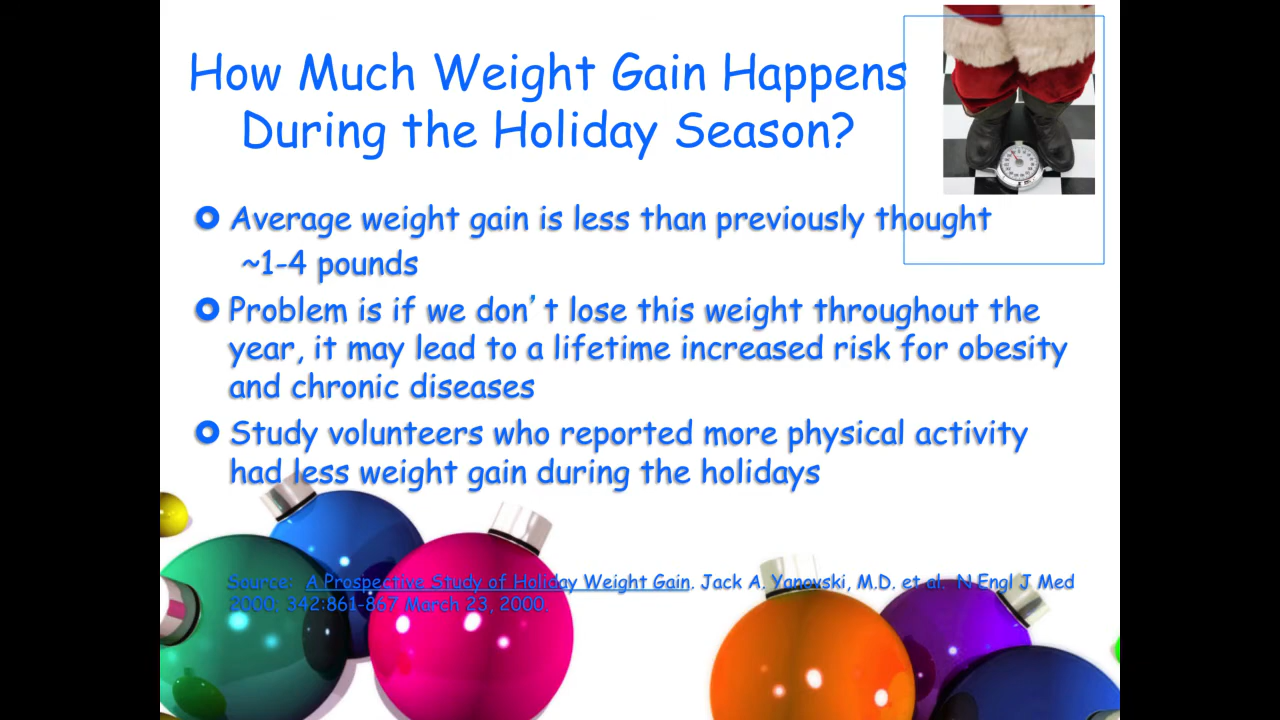 How Much Weight Gain Happens
During the Holiday Season?
Average weight gain is less than previously thought
~1-4 pounds
Problem is if we don’t lose this weight throughout the
year, it may lead to a lifetime increased risk for obesity
and chronic diseases
Study volunteers who reported more physical activity
had less weight gain during the holidays
Source: A Prospective Study of Holiday Weight Gain. Jack A. Yanovski, M.D. et al. N Engl J Med
2000; 342:861-867 March 23, 2000.